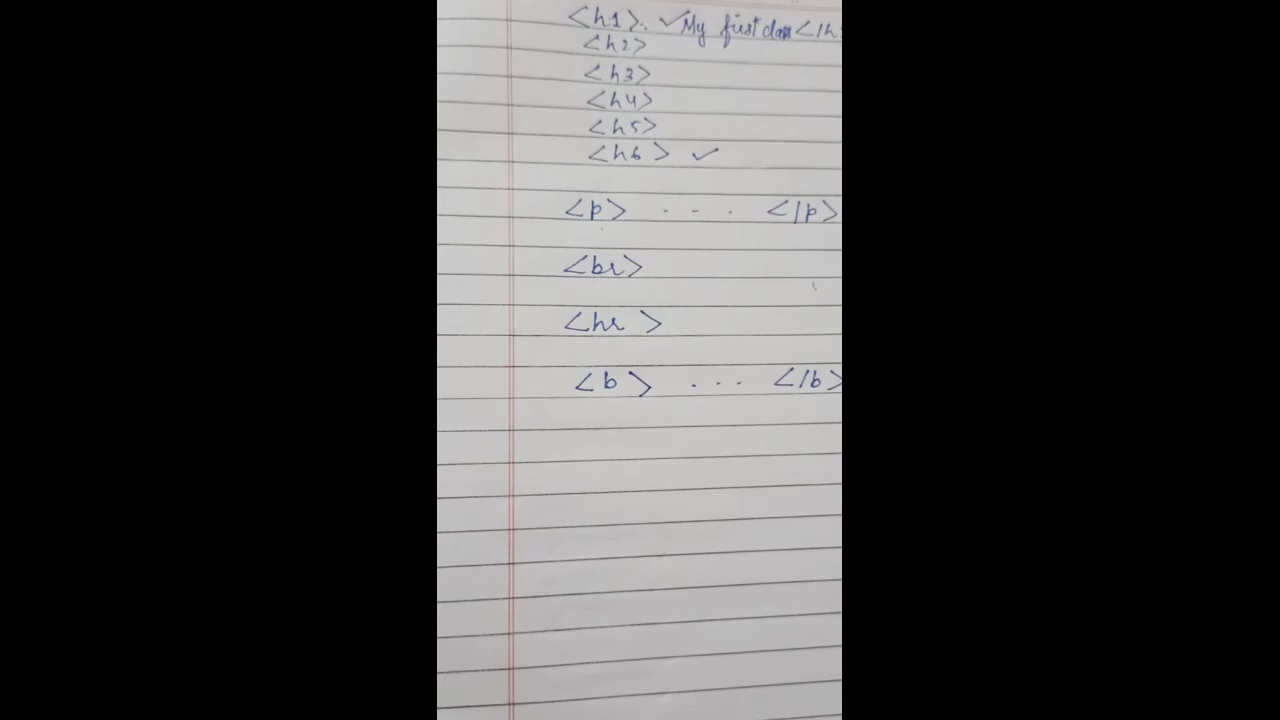 <h1>. ✓My first class </h
<h2>
<h3>
<h4>
<h5>
<h6> ✓
<p> - - - </p>
<br>
<hr>
<b> - - - </b>